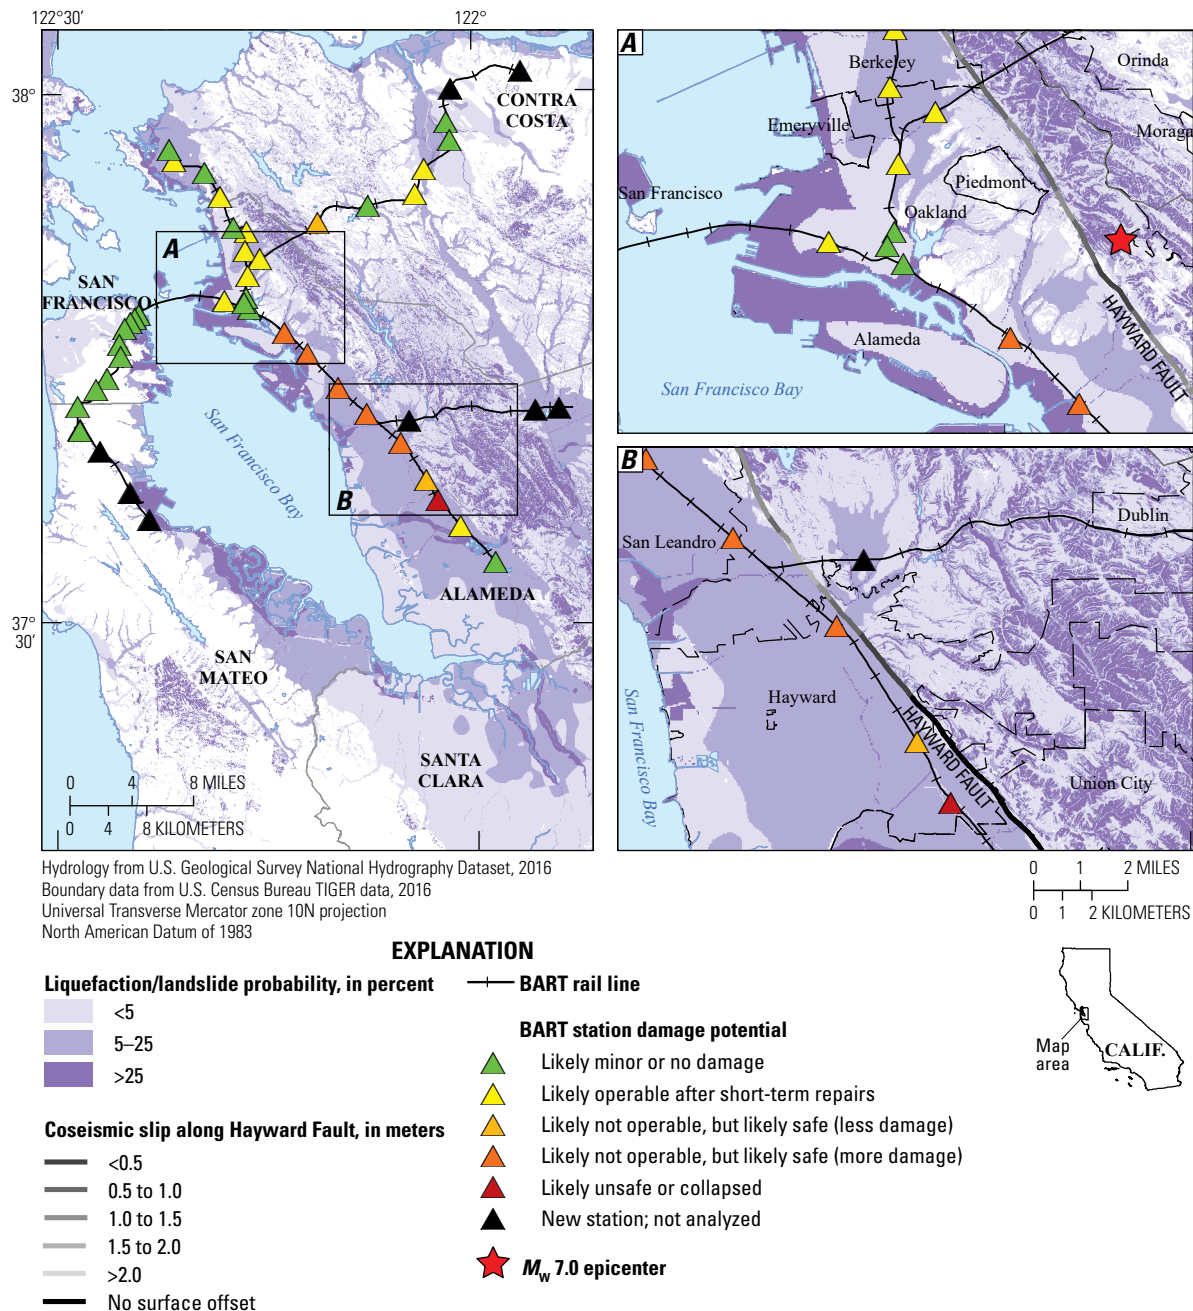 122°30′
122°
38°
37°
30′
CONTRA
COSTA
A
SAN
FRANCISCO
San Francisco Bay
B
ALAMEDA
SAN
MATEO
SANTA
CLARA
0 4 8 MILES
0 4 8 KILOMETERS
A
Berkeley
Orinda
Emeryville
Moraga
San Francisco
Piedmont
Oakland
HAYWARD FAULT
Alameda
San Francisco Bay
B
Dublin
San Leandro
Hayward
San Francisco Bay
HAYWARD FAULT
Union City
0 1 2 MILES
0 1 2 KILOMETERS
Hydrology from U.S. Geological Survey National Hydrography Dataset, 2016
Boundary data from U.S. Census Bureau TIGER data, 2016
Universal Transverse Mercator zone 10N projection
North American Datum of 1983
EXPLANATION
Liquefaction/landslide probability, in percent
<5
5–25
>25
Coseismic slip along Hayward Fault, in meters
<0.5
0.5 to 1.0
1.0 to 1.5
1.5 to 2.0
>2.0
No surface offset
BART rail line
BART station damage potential
Likely minor or no damage
Likely operable after short-term repairs
Likely not operable, but likely safe (less damage)
Likely not operable, but likely safe (more damage)
Likely unsafe or collapsed
New station; not analyzed
Mw 7.0 epicenter
Map
area
CALIF.